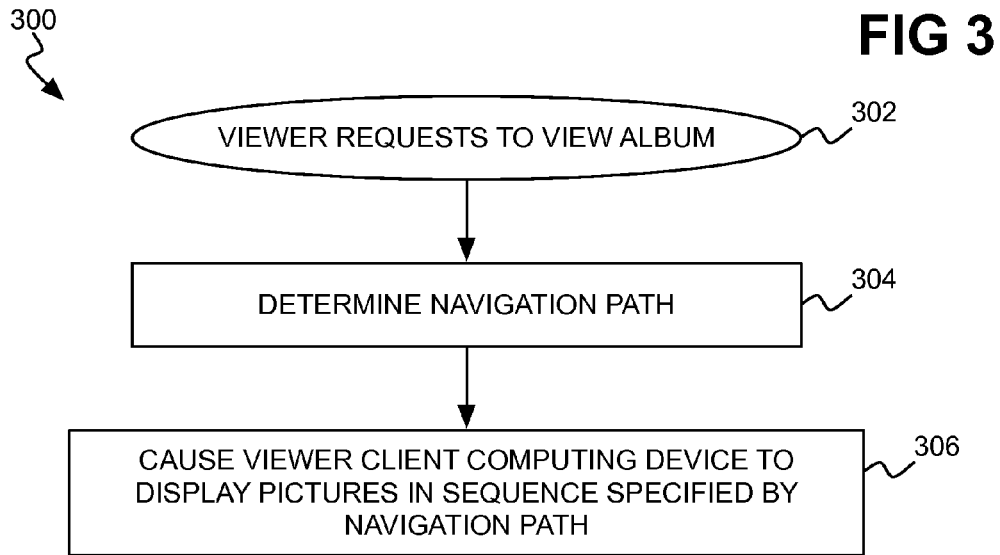 300
FIG 3
VIEWER REQUESTS TO VIEW ALBUM
302
DETERMINE NAVIGATION PATH
304
CAUSE VIEWER CLIENT COMPUTING DEVICE TO
DISPLAY PICTURES IN SEQUENCE SPECIFIED BY
NAVIGATION PATH
306